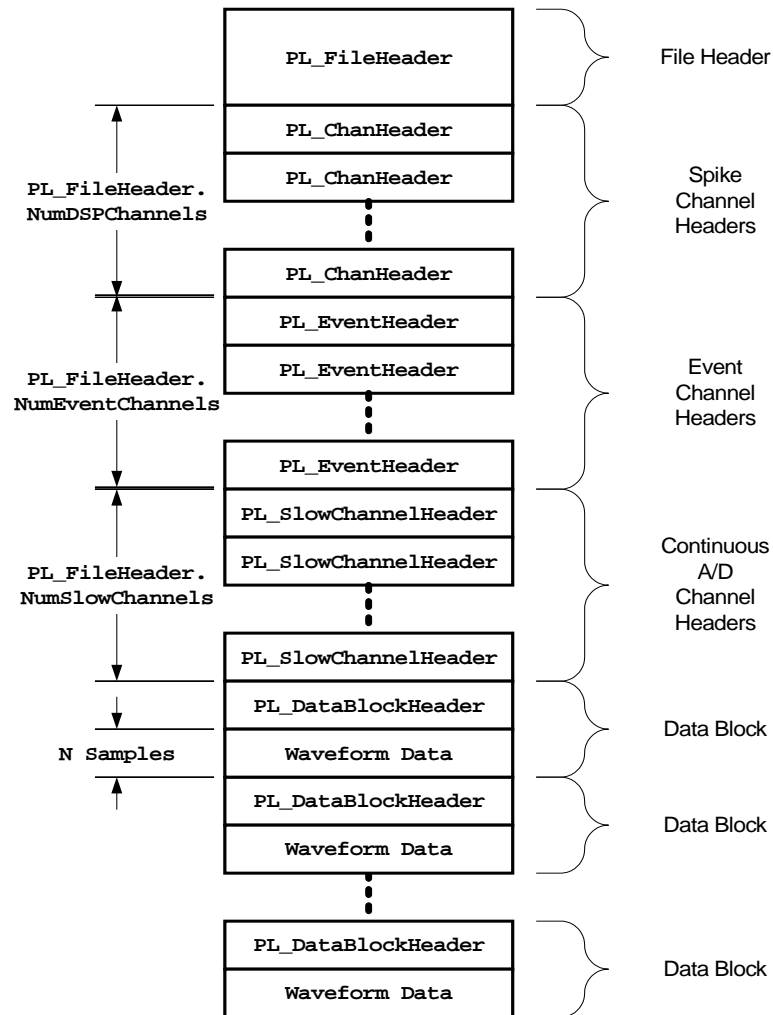 PL_FileHeader
File Header
PL_ChanHeader
PL_ChanHeader
PL_FileHeader.
NumDSPChannels
Spike
Channel
Headers
PL_ChanHeader
PL_EventHeader
PL_EventHeader
PL_FileHeader.
NumEventChannels
Event
Channel
Headers
PL_EventHeader
PL_SlowChannelHeader
PL_SlowChannelHeader
PL_FileHeader.
NumSlowChannels
Continuous
A/D
Channel
Headers
PL_SlowChannelHeader
PL_DataBlockHeader
N Samples
Waveform Data
Data Block
PL_DataBlockHeader
Waveform Data
Data Block
PL_DataBlockHeader
Waveform Data
Data Block